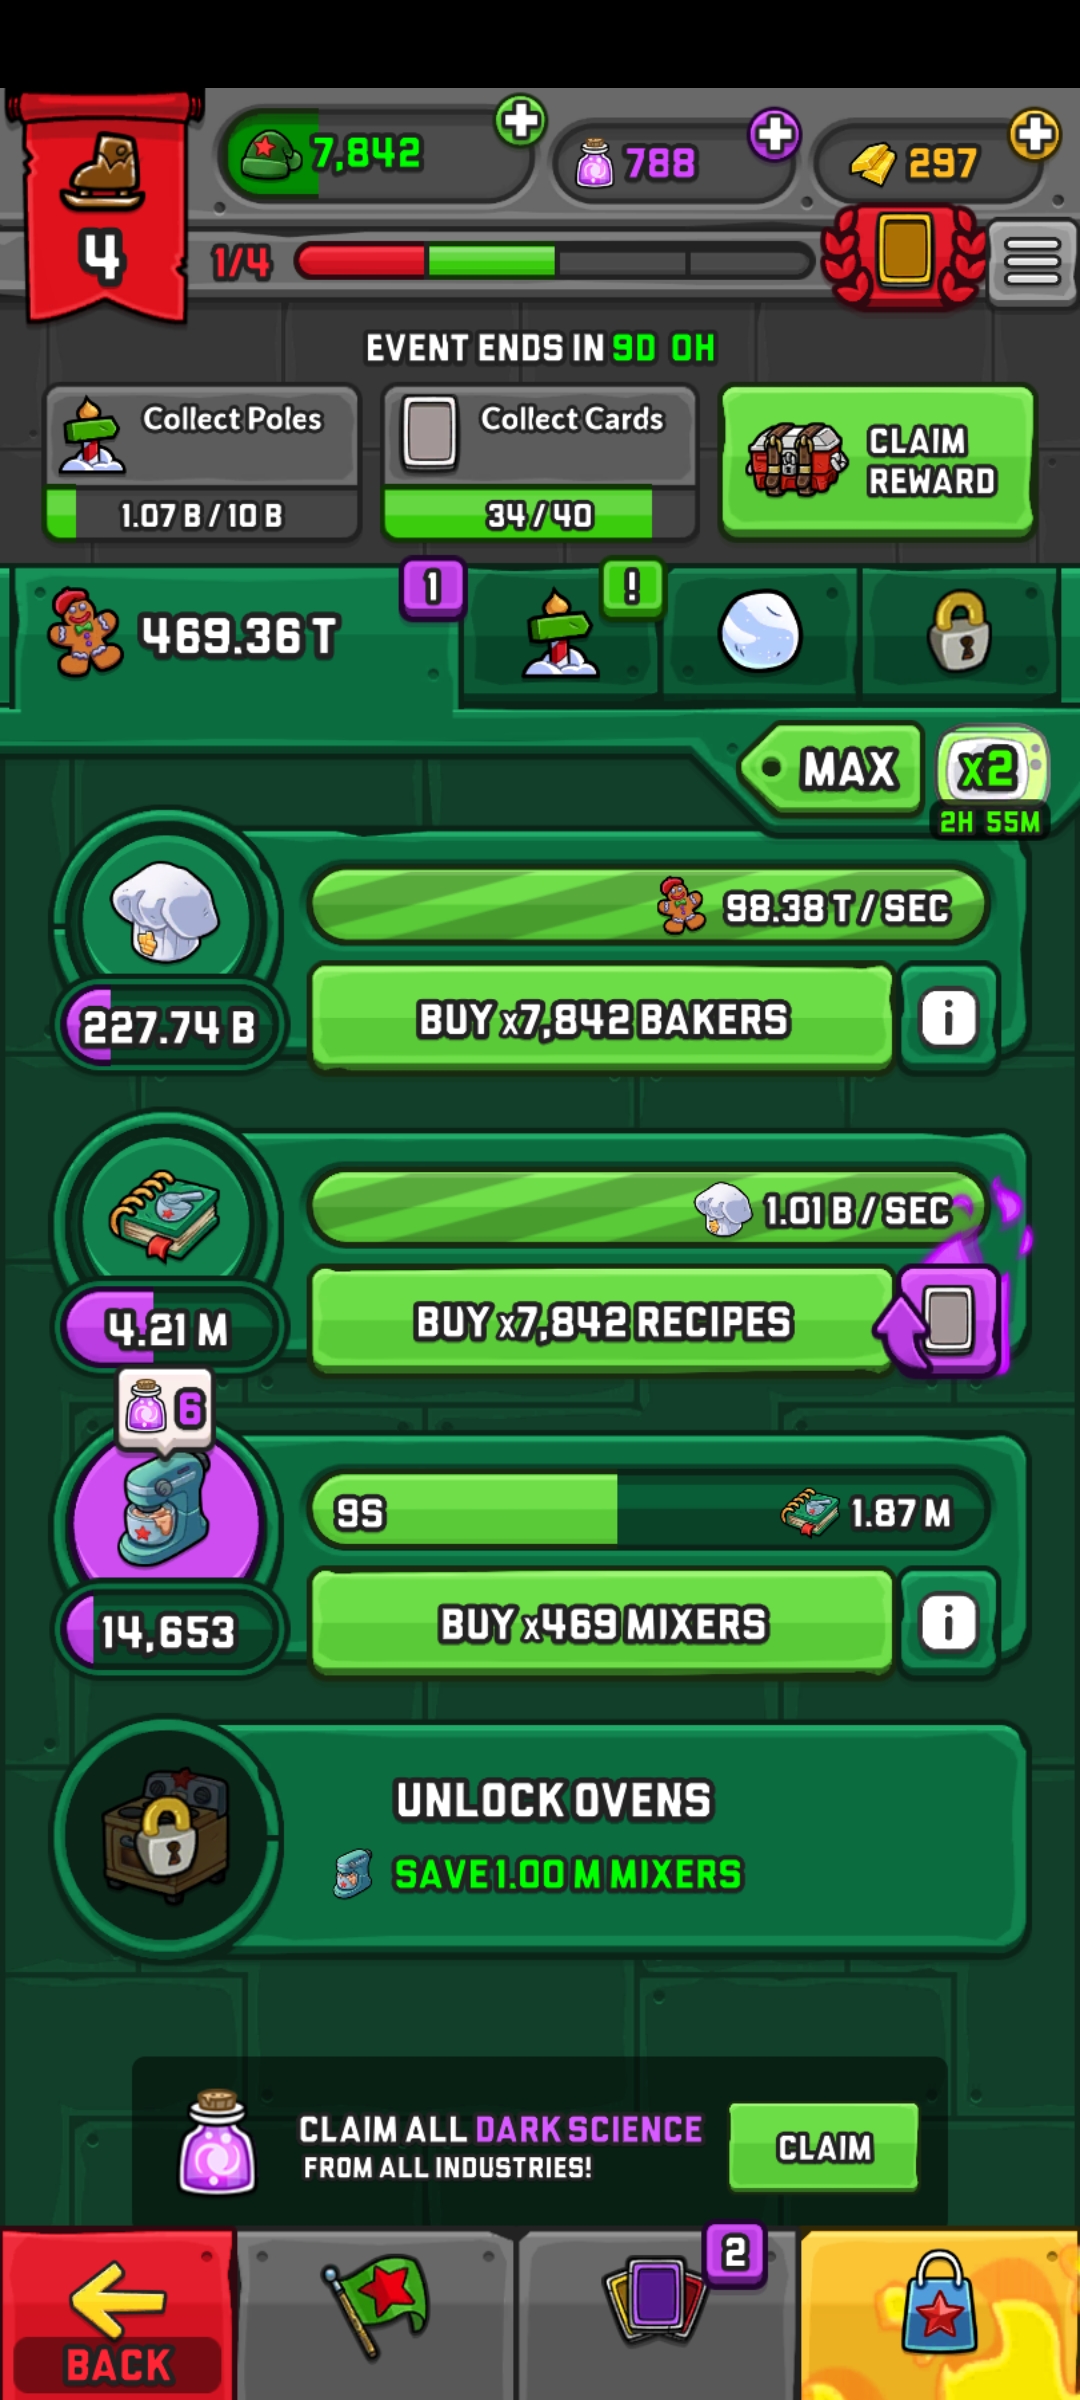 7,842
788
297
4
1/4
EVENT ENDS IN 9D 0H
Collect Poles
1.07 B / 10 B
Collect Cards
34 / 40
CLAIM
REWARD
469.36 T
1
!
MAX
x2
2H 55M
98.38 T / SEC
227.74 B
BUY x7,842 BAKERS
i
1.01 B / SEC
4.21 M
BUY x7,842 RECIPES
6
9S
1.87 M
14,653
BUY x469 MIXERS
i
UNLOCK OVENS
SAVE 1.00 M MIXERS
CLAIM ALL DARK SCIENCE
FROM ALL INDUSTRIES!
CLAIM
2
BACK